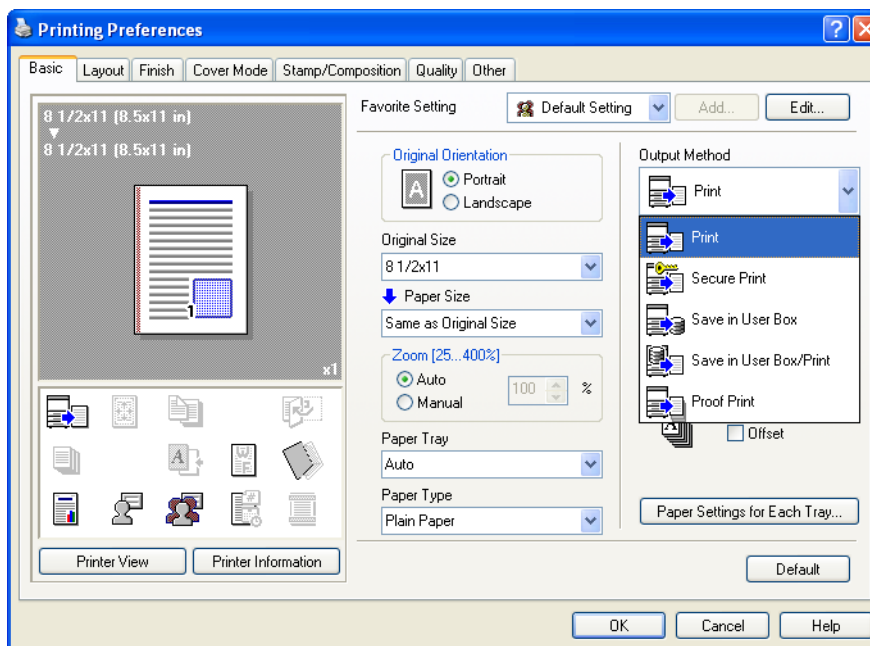 Printing Preferences
Basic
Layout
Finish
Cover Mode
Stamp/Composition
Quality
Other
8 1/2x11 (8.5x11 in)
8 1/2x11 (8.5x11 in)
1
x1
Printer View
Printer Information
Favorite Setting
Default Setting
Add...
Edit...
Original Orientation
A
Portrait
Landscape
Original Size
8 1/2x11
Paper Size
Same as Original Size
Zoom [25...400%]
Auto
Manual
100
%
Paper Tray
Auto
Paper Type
Plain Paper
Output Method
Print
Print
Secure Print
Save in User Box
Save in User Box/Print
Proof Print
Offset
Paper Settings for Each Tray...
Default
OK
Cancel
Help